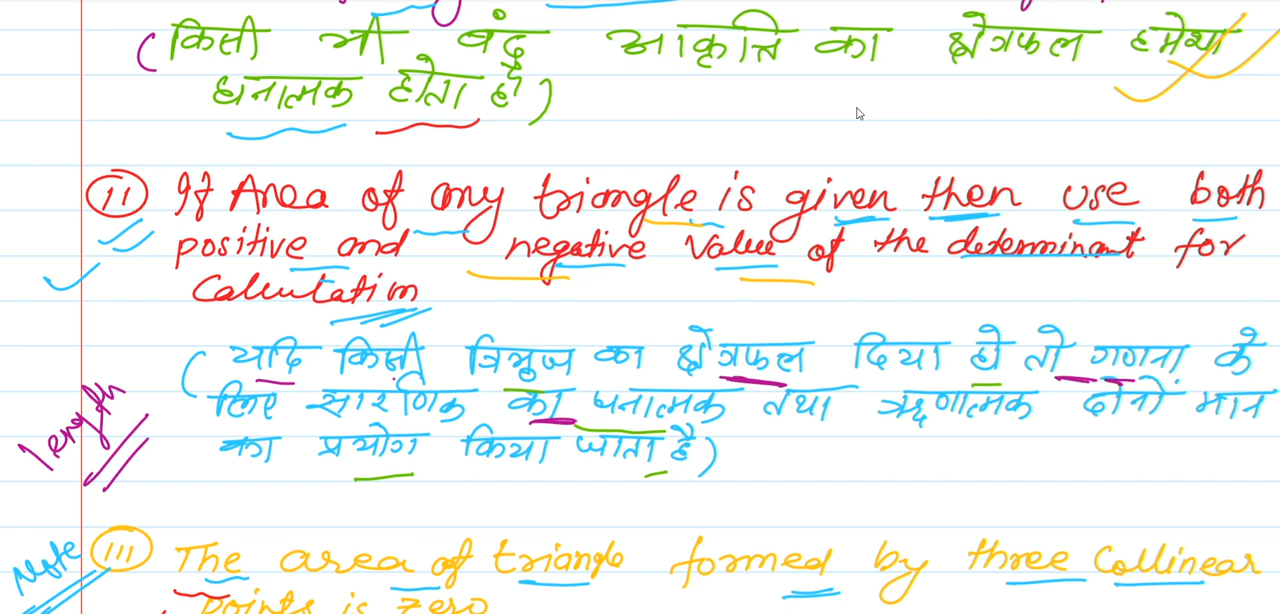 (किसी भी बंद आकृति का क्षेत्रफल हमेशा
धनात्मक होता है)
(ii) If Area of any triangle is given then use both
positive and negative value of the determinant for
Calculation
(यदि किसी त्रिभुज का क्षेत्रफल दिया हो तो गणना के
लिए सारणिक का धनात्मक तथा ऋणात्मक दोनों मान
का प्रयोग किया जाता है)
Length
Note (iii) The area of triangle formed by three Collinear
points is zero